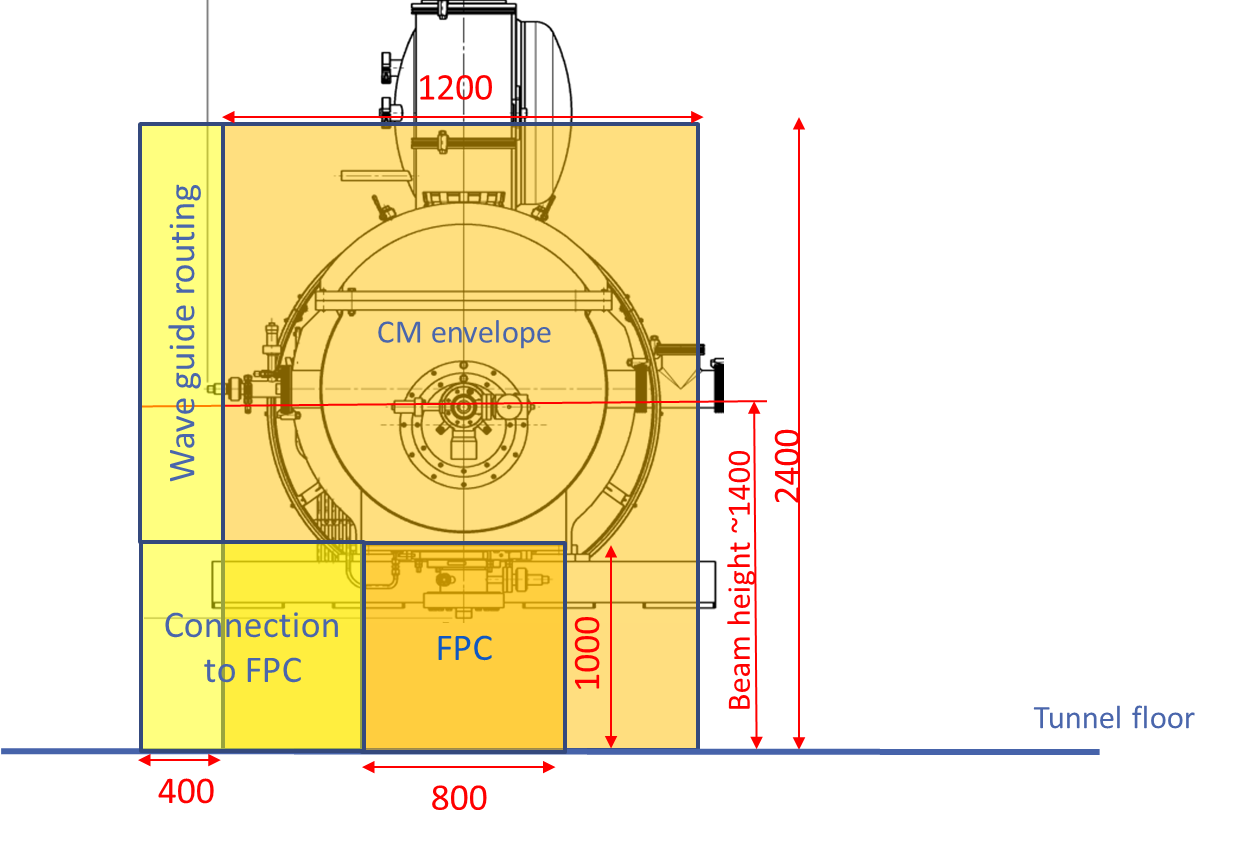 1200
Wave guide routing
CM envelope
2400
Beam height ~1400
Connection
to FPC
FPC
1000
Tunnel floor
400
800